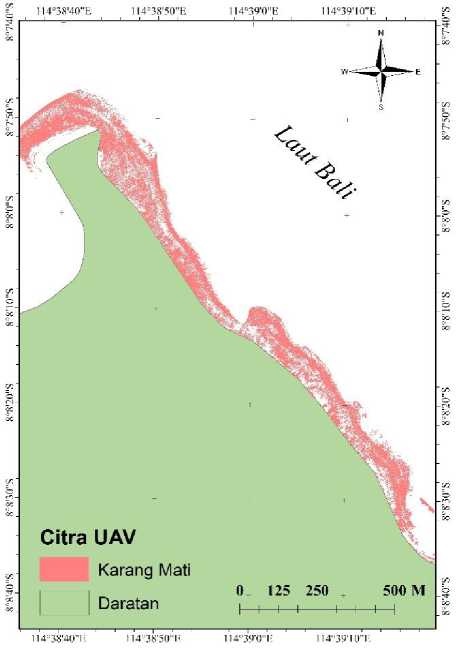 114°38'40"E 114°38'50"E 114°39'0"E 114°39'10"E
8°7'40"S
8°7'40"S
N
W E
S
8°7'50"S
8°7'50"S
Laut Bali
8°8'0"S
8°8'0"S
8°8'10"S
8°8'10"S
8°8'20"S
8°8'20"S
8°8'30"S
8°8'30"S
Citra UAV
Karang Mati
Daratan
0 125 250 500 M
8°8'40"S
8°8'40"S
114°38'40"E 114°38'50"E 114°39'0"E 114°39'10"E